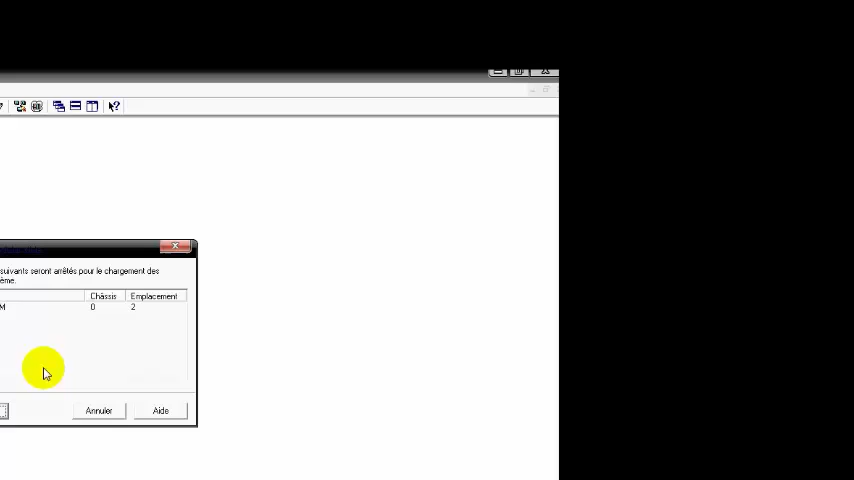 suivants seront arrêtés pour le chargement des
ème.
Châssis Emplacement
M 0 2
Annuler Aide